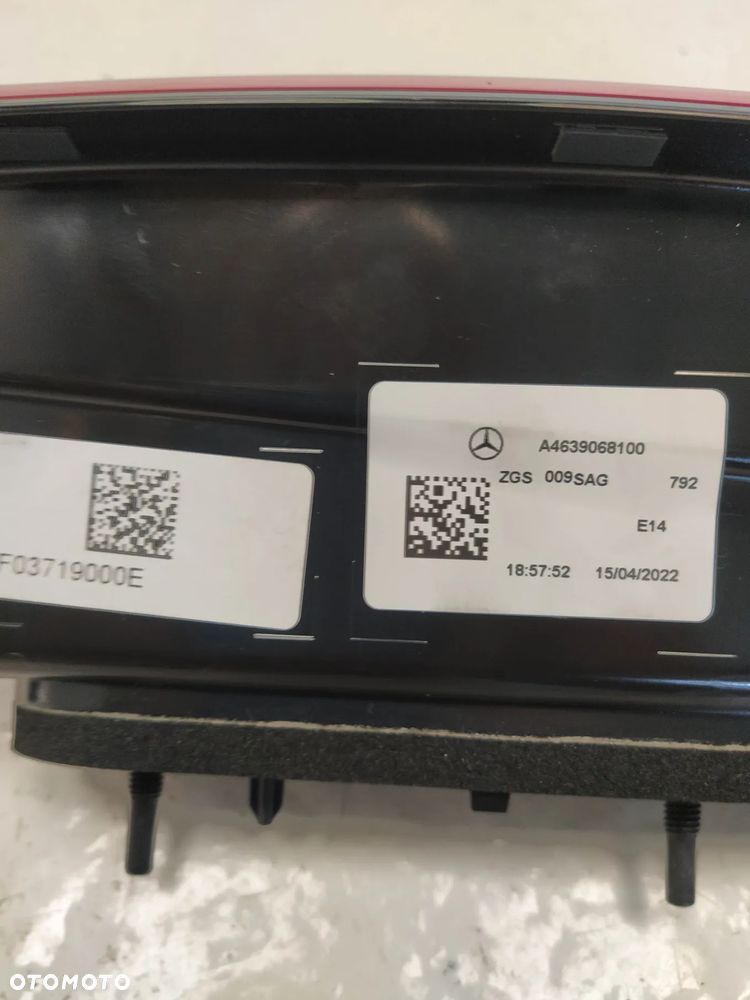 A4639068100
ZGS 009SAG 792
E14
18:57:52 15/04/2022
F03719000E
OTOMOTO